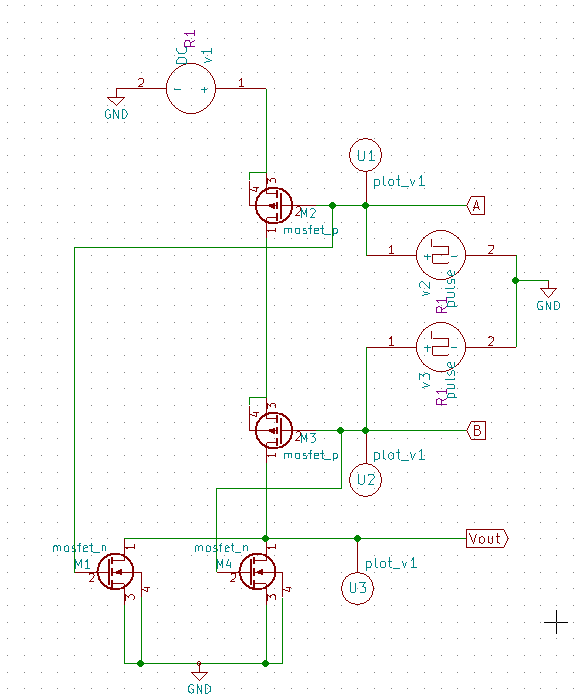 R1
DC
v1
2
-
+
1
GND
U1
plot_v1
3
4
M2
2
mosfet_p
1
A
1
+
-
2
v2
pulse
R1
GND
1
+
-
2
v3
pulse
R1
3
4
M3
2
mosfet_p
1
B
plot_v1
U2
mosfet_n
M1
1
2
3
4
mosfet_n
M4
1
2
3
4
Vout
plot_v1
U3
GND